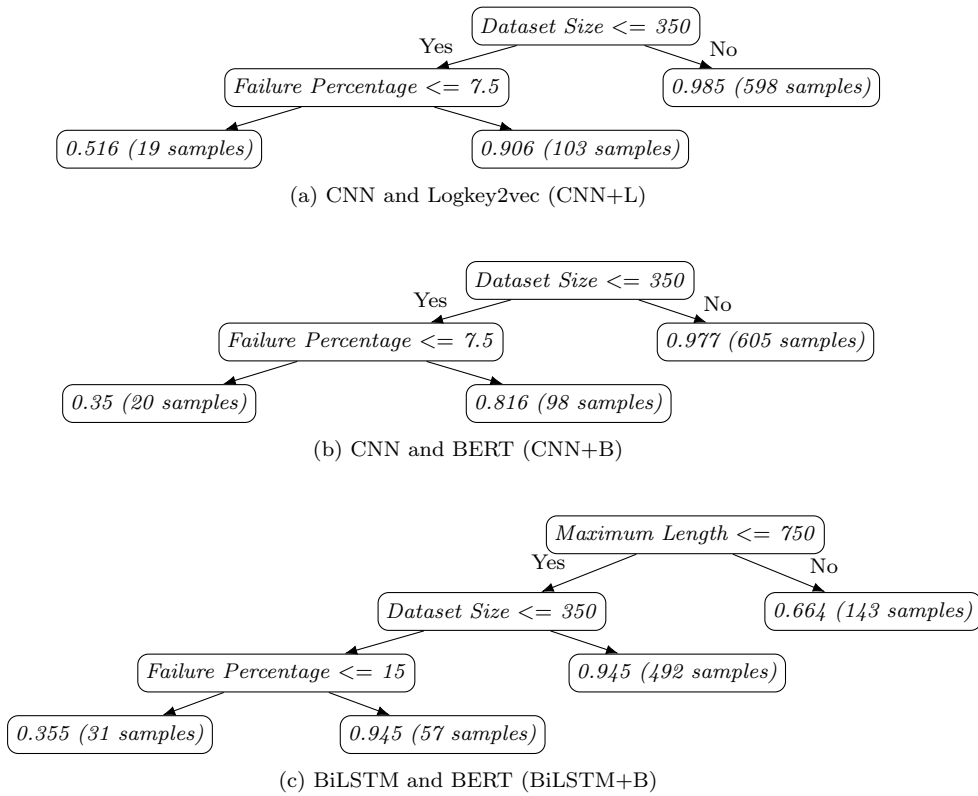 Dataset Size <= 350
Yes
No
Failure Percentage <= 7.5
0.985 (598 samples)
0.516 (19 samples)
0.906 (103 samples)
(a) CNN and Logkey2vec (CNN+L)
Dataset Size <= 350
Yes
No
Failure Percentage <= 7.5
0.977 (605 samples)
0.35 (20 samples)
0.816 (98 samples)
(b) CNN and BERT (CNN+B)
Maximum Length <= 750
Yes
No
Dataset Size <= 350
0.664 (143 samples)
Failure Percentage <= 15
0.945 (492 samples)
0.355 (31 samples)
0.945 (57 samples)
(c) BiLSTM and BERT (BiLSTM+B)